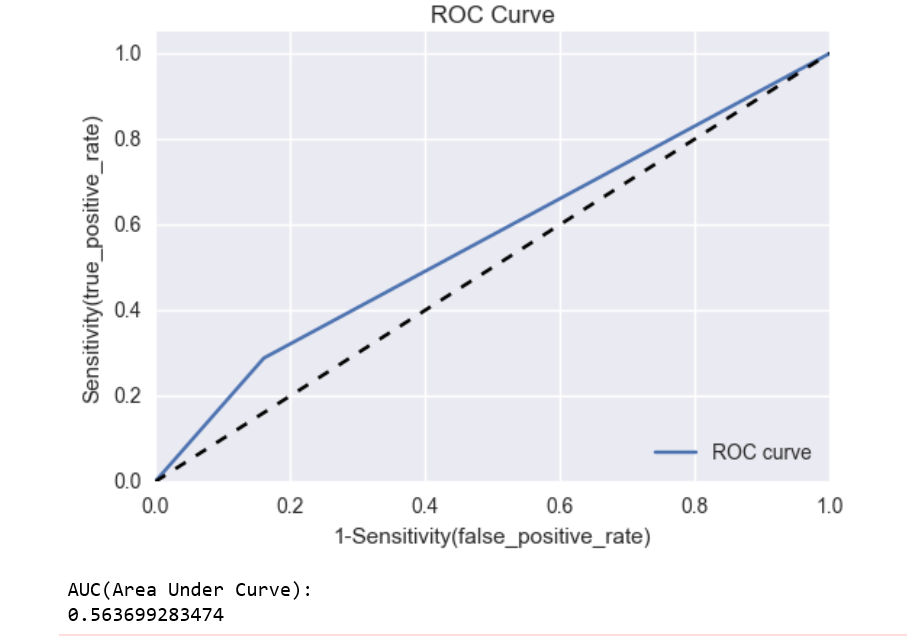 ROC Curve
1.0
0.8
0.6
0.4
0.2
0.0
Sensitivity(true_positive_rate)
ROC curve
0.0 0.2 0.4 0.6 0.8 1.0
1-Sensitivity(false_positive_rate)
AUC(Area Under Curve):
0.563699283474